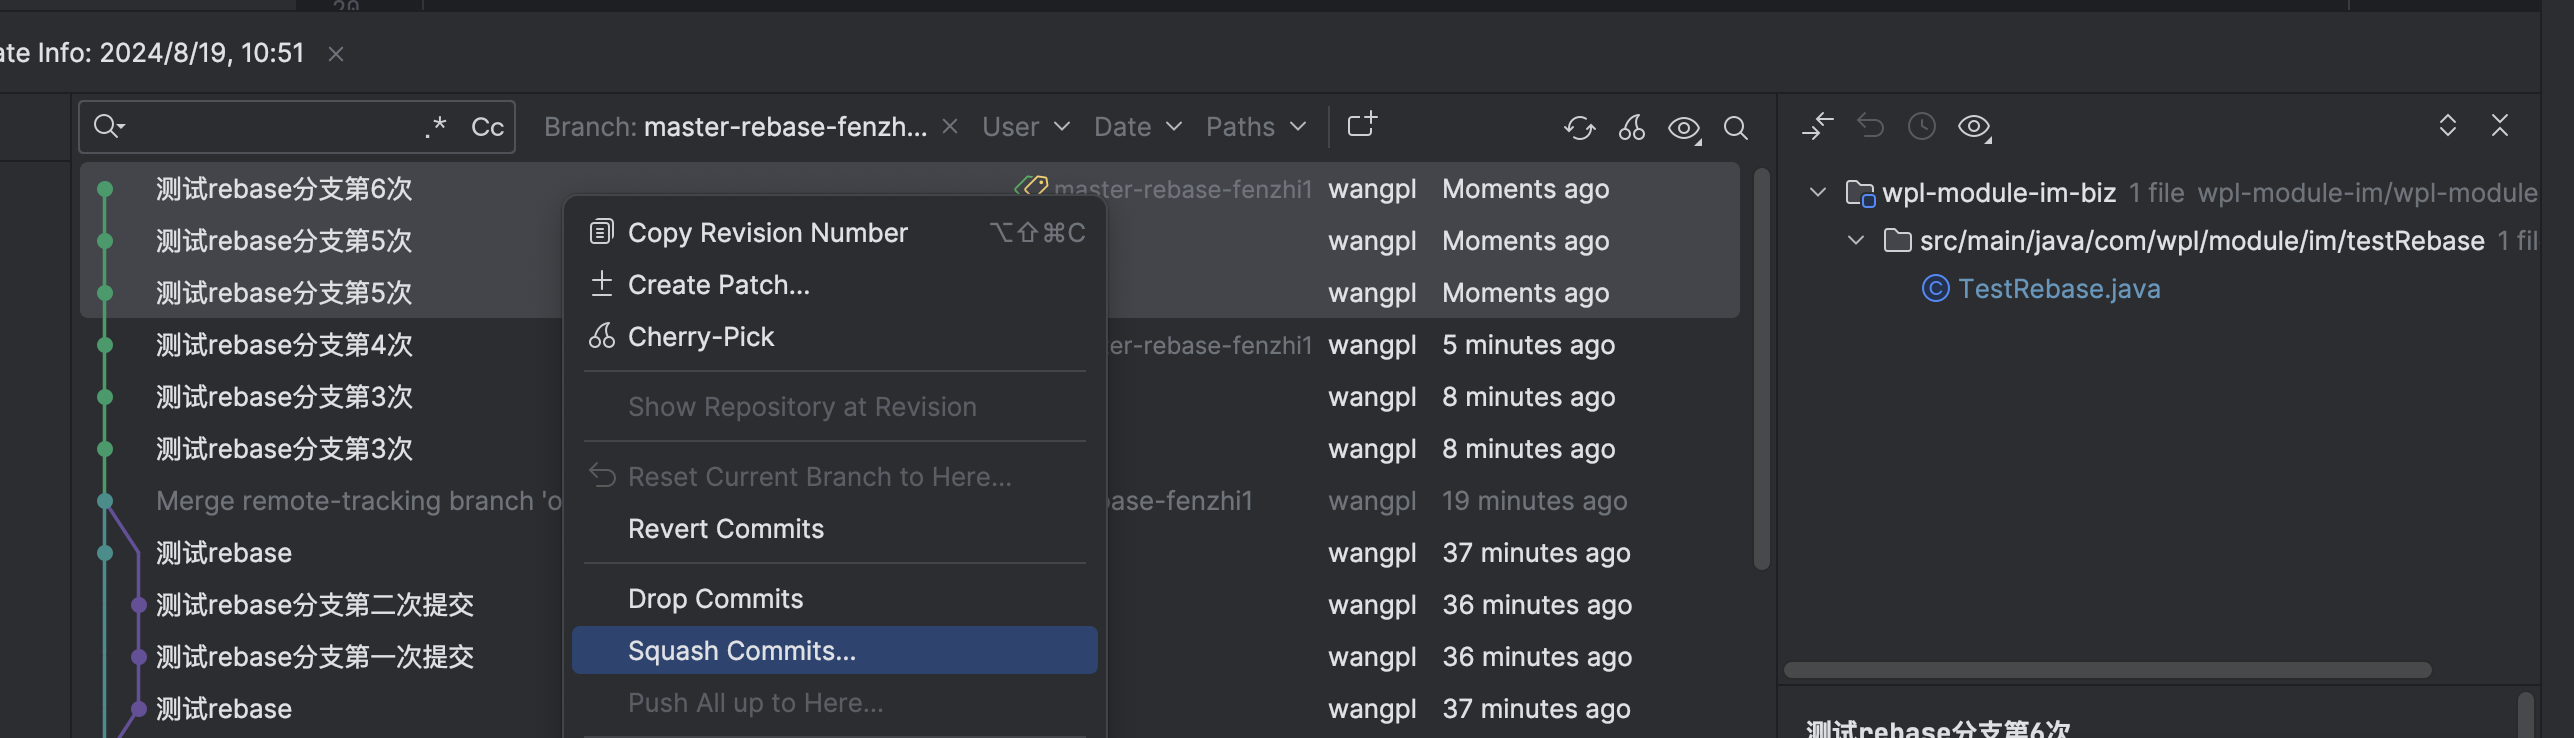 20
ate Info: 2024/8/19, 10:51
.* Cc Branch: master-rebase-fenzh... User Date Paths
测试rebase分支第6次 master-rebase-fenzhi1 wangpl Moments ago
测试rebase分支第5次 wangpl Moments ago
测试rebase分支第5次 wangpl Moments ago
测试rebase分支第4次 er-rebase-fenzhi1 wangpl 5 minutes ago
测试rebase分支第3次 wangpl 8 minutes ago
测试rebase分支第3次 wangpl 8 minutes ago
Merge remote-tracking branch 'o ase-fenzhi1 wangpl 19 minutes ago
测试rebase wangpl 37 minutes ago
测试rebase分支第二次提交 wangpl 36 minutes ago
测试rebase分支第一次提交 wangpl 36 minutes ago
测试rebase wangpl 37 minutes ago
Copy Revision Number ⌥⇧⌘C
Create Patch...
Cherry-Pick
Show Repository at Revision
Reset Current Branch to Here...
Revert Commits
Drop Commits
Squash Commits...
Push All up to Here...
wpl-module-im-biz 1 file wpl-module-im/wpl-module
src/main/java/com/wpl/module/im/testRebase 1 fil
TestRebase.java
测试rebase分支第6次